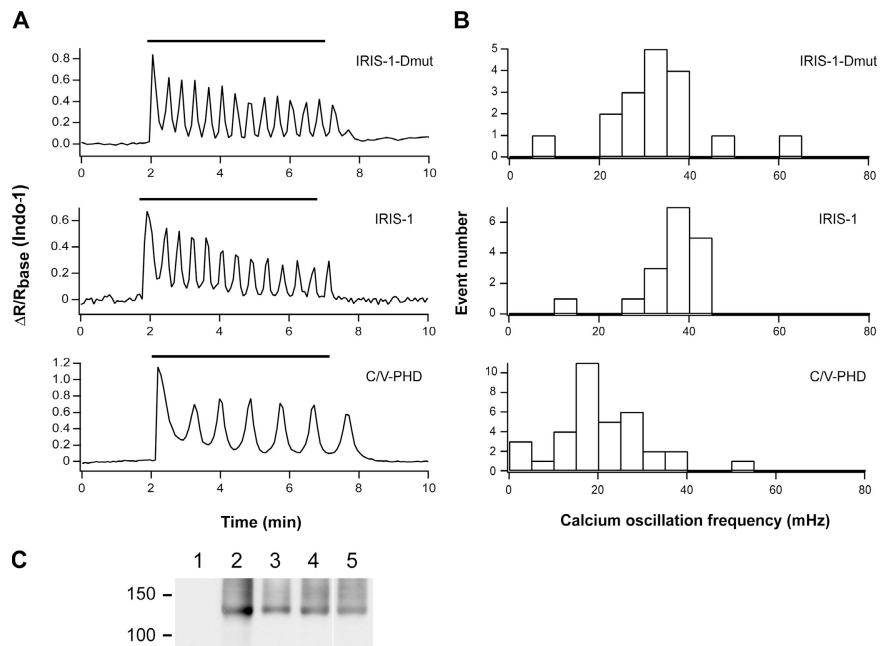 A
IRIS-1-Dmut
0.8
0.6
0.4
0.2
0.0
0 2 4 6 8 10
IRIS-1
0.6
0.4
0.2
0
0 2 4 6 8 10
C/V-PHD
1.2
1.0
0.8
0.6
0.4
0.2
0
0 2 4 6 8 10
ΔR/Rbase (Indo-1)
Time (min)
B
IRIS-1-Dmut
5
4
3
2
1
0
0 20 40 60 80
IRIS-1
6
4
2
0
0 20 40 60 80
C/V-PHD
10
8
6
4
2
0
0 20 40 60 80
Event number
Calcium oscillation frequency (mHz)
C
1 2 3 4 5
150
100